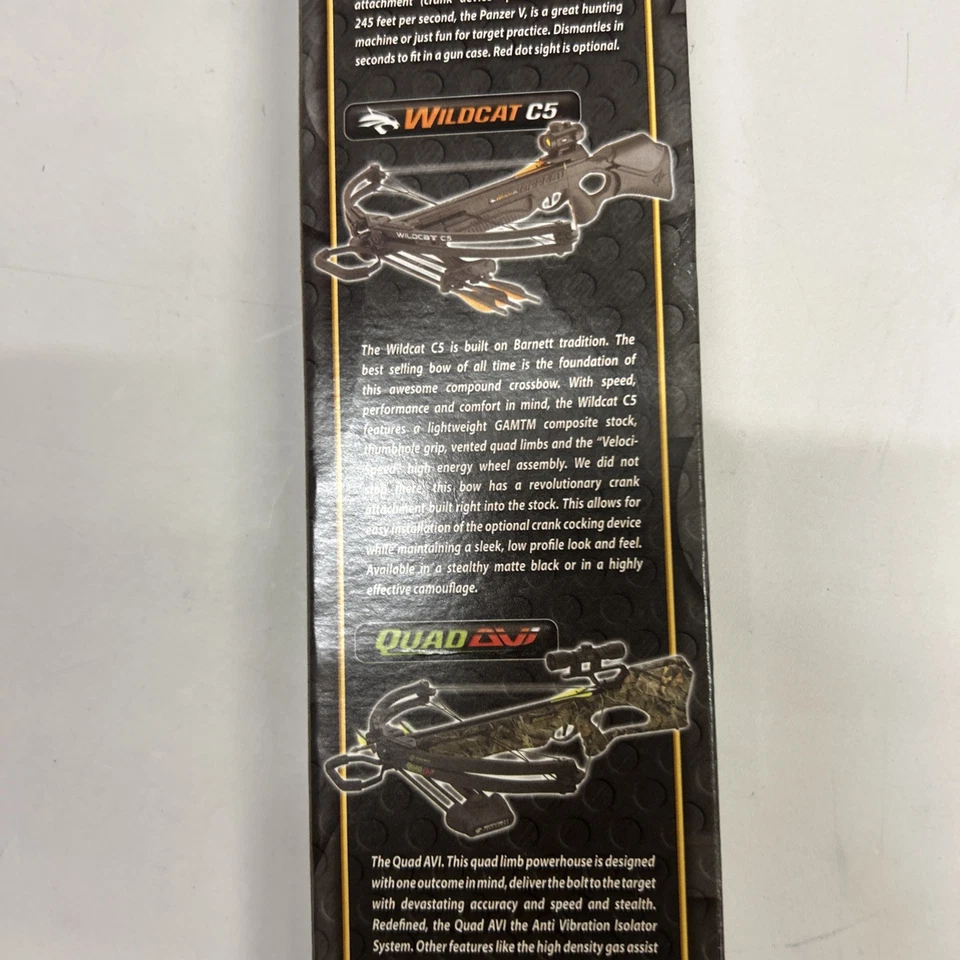 245 feet per second, the Panzer V, is a great hunting
machine or just fun for target practice. Dismantles in
seconds to fit in a gun case. Red dot sight is optional.
WILDCAT C5
WILDCAT C5
The Wildcat C5 is built on Barnett tradition. The
best selling bow of all time is the foundation of
this awesome compound crossbow. With speed,
performance and comfort in mind, the Wildcat C5
features a lightweight GAMTM composite stock,
thumbhole grip, vented quad limbs and the "Veloci-
Speed" high energy wheel assembly. We did not
stop there, this bow has a revolutionary crank
attachment built right into the stock. This allows for
easy installation of the optional crank cocking device
while maintaining a sleek, low profile look and feel.
Available in a stealthy matte black or in a highly
effective camouflage.
QUAD AVI
QUAD AVI
The Quad AVI. This quad limb powerhouse is designed
with one outcome in mind, deliver the bolt to the target
with devastating accuracy and speed and stealth.
Redefined, the Quad AVI the Anti Vibration Isolator
System. Other features like the high density gas assist